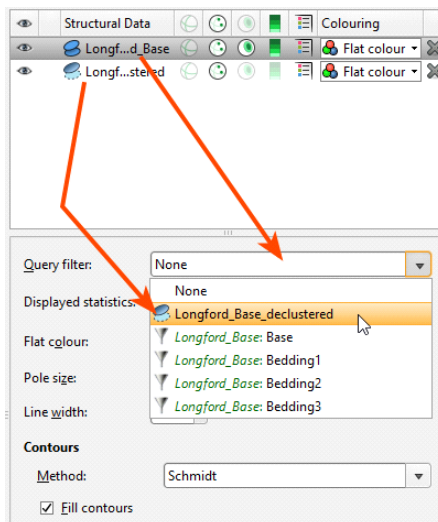 Structural Data Colouring
Longf...d_Base Flat colour
Longf...stered Flat colour
Query filter: None
None
Displayed statistics:
Longford_Base_declustered
Flat colour:
Longford_Base: Base
Longford_Base: Bedding1
Pole size:
Longford_Base: Bedding2
Line width:
Longford_Base: Bedding3
Contours
Method: Schmidt
Fill contours